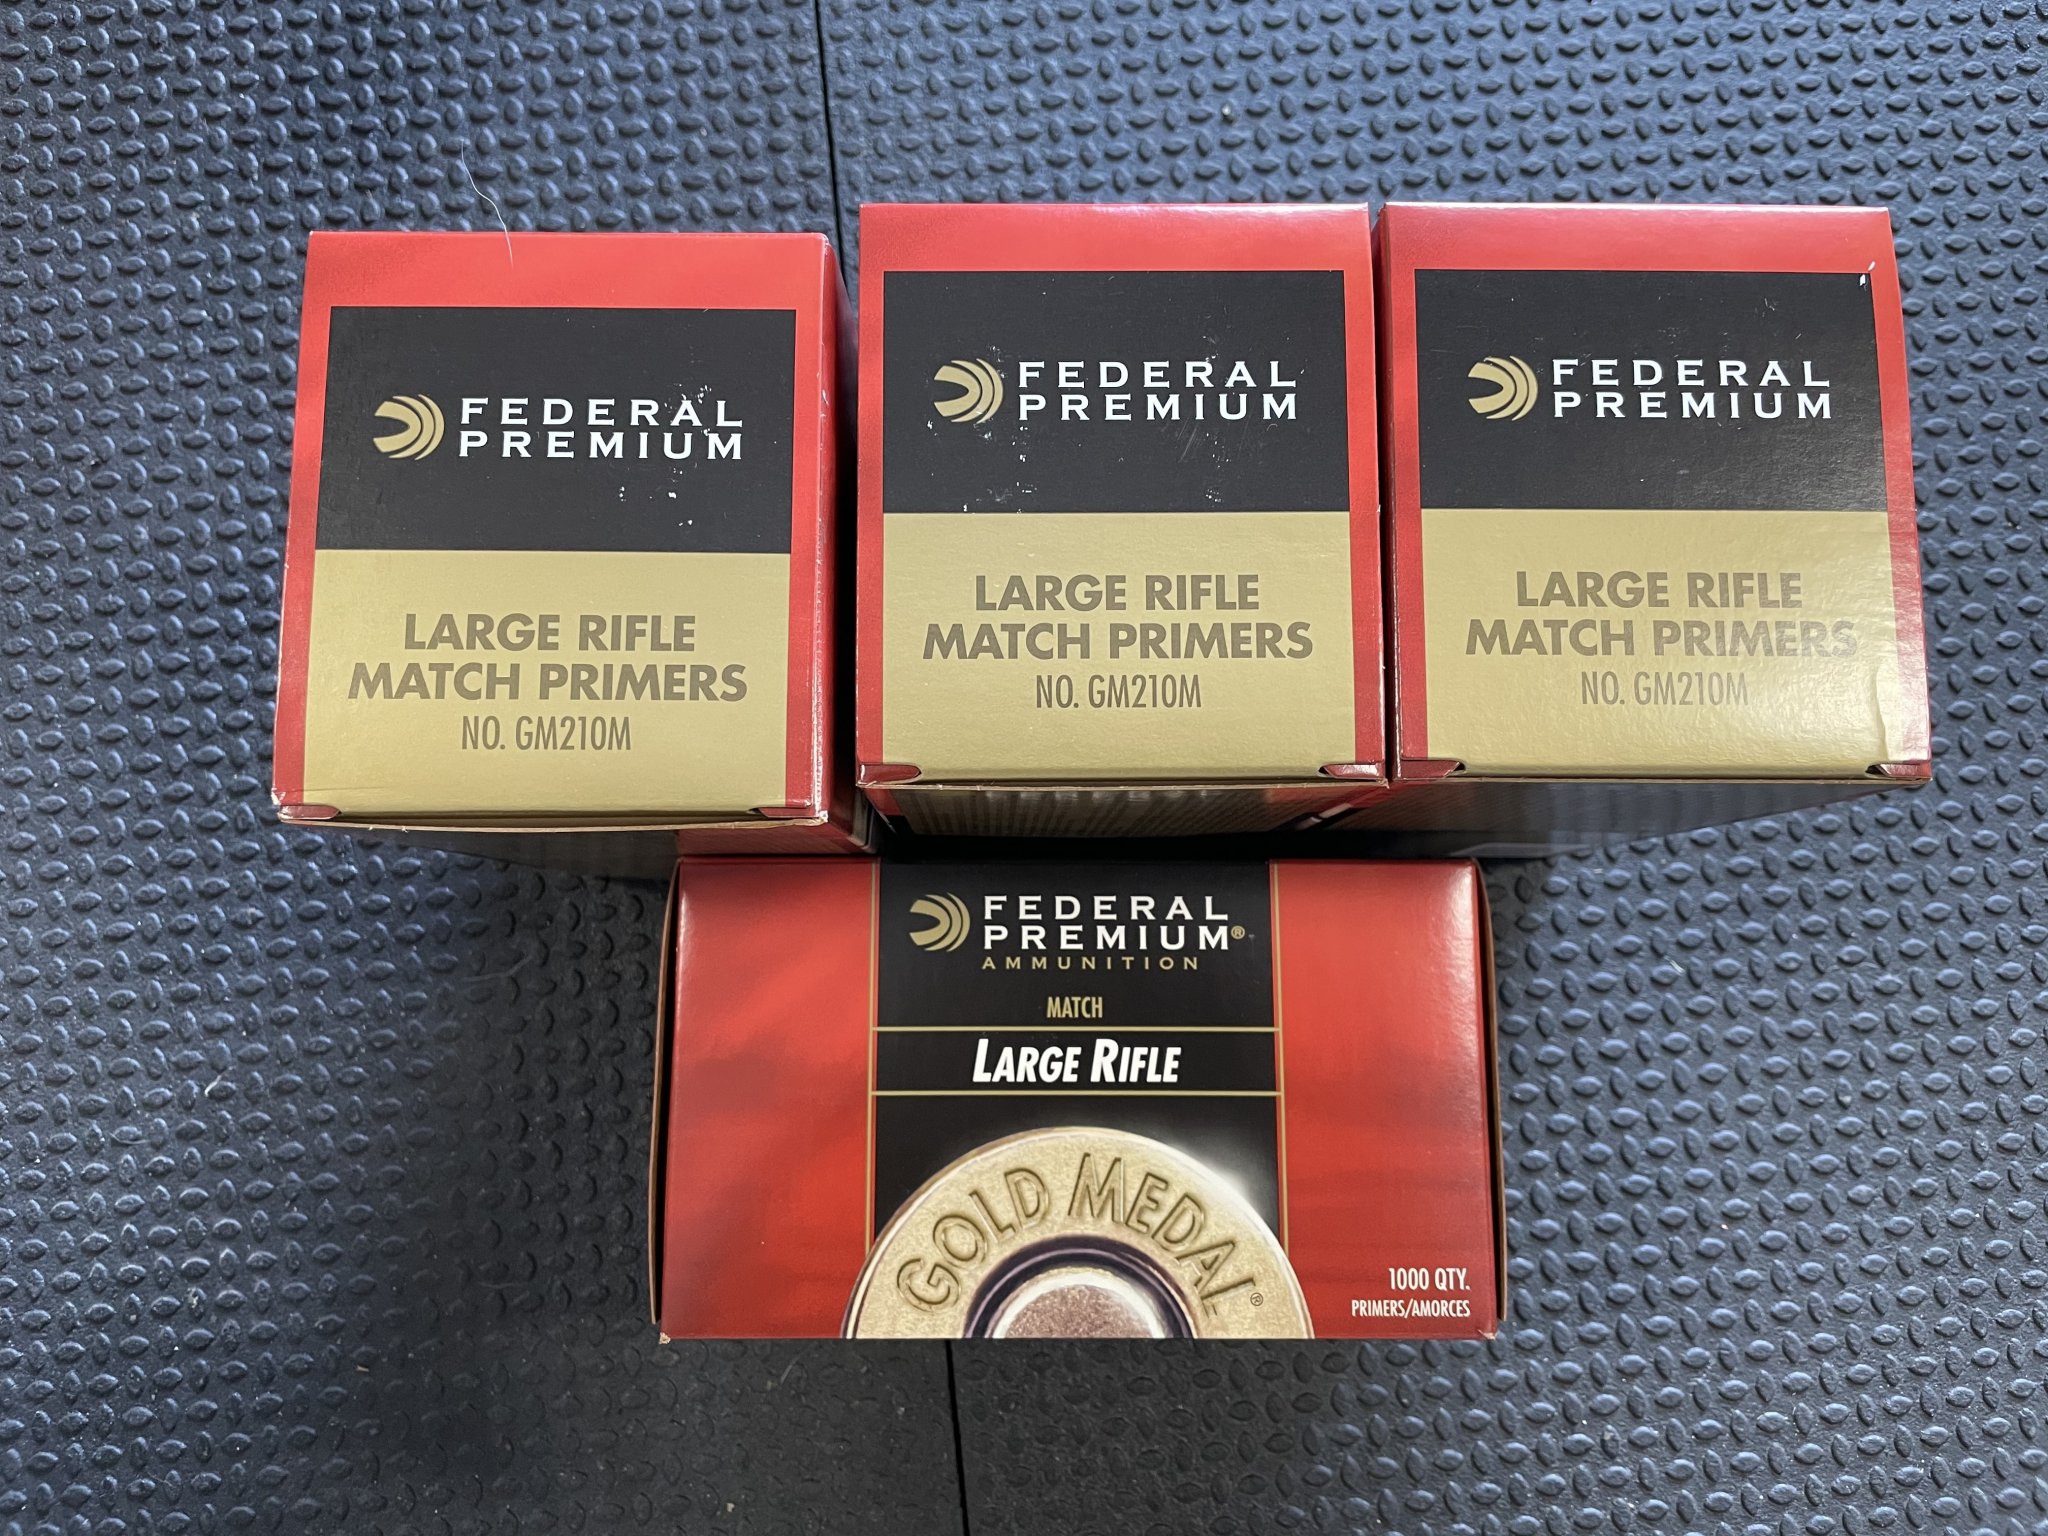 FEDERAL
PREMIUM
LARGE RIFLE
MATCH PRIMERS
NO. GM210M
FEDERAL
PREMIUM
LARGE RIFLE
MATCH PRIMERS
NO. GM210M
FEDERAL
PREMIUM
LARGE RIFLE
MATCH PRIMERS
NO. GM210M
FEDERAL
PREMIUM®
AMMUNITION
MATCH
LARGE RIFLE
GOLD MEDAL®
1000 QTY.
PRIMERS/AMORCES